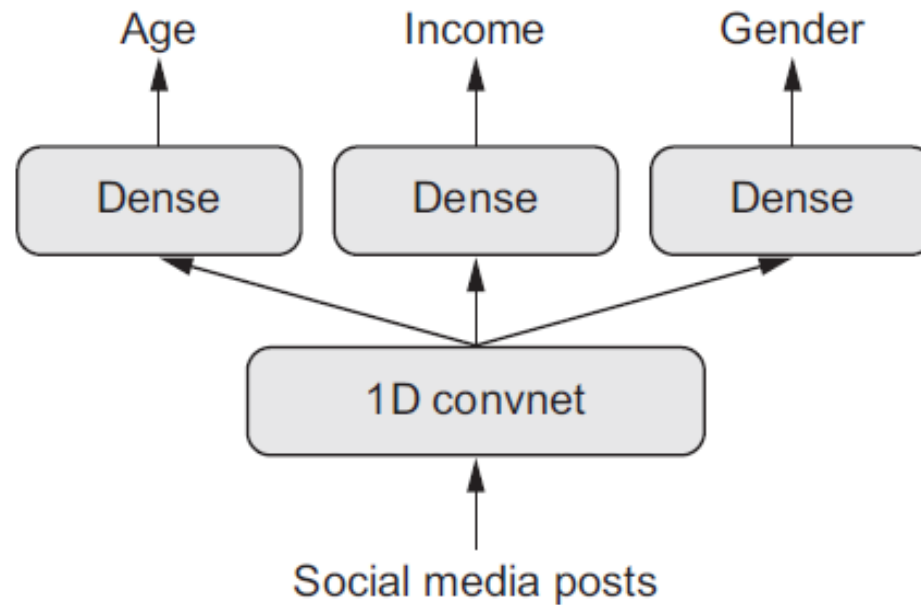 Age Income Gender
Dense Dense Dense
1D convnet
Social media posts